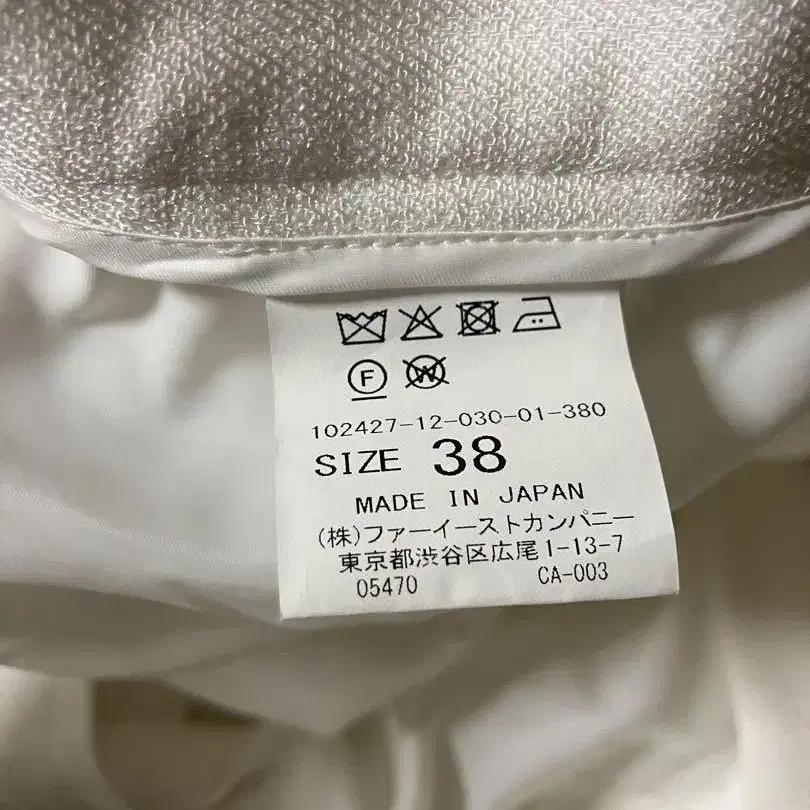 F W
102427-12-030-01-380
SIZE 38
MADE IN JAPAN
(株)ファーイーストカンパニー
東京都渋谷区広尾1-13-7
05470 CA-003